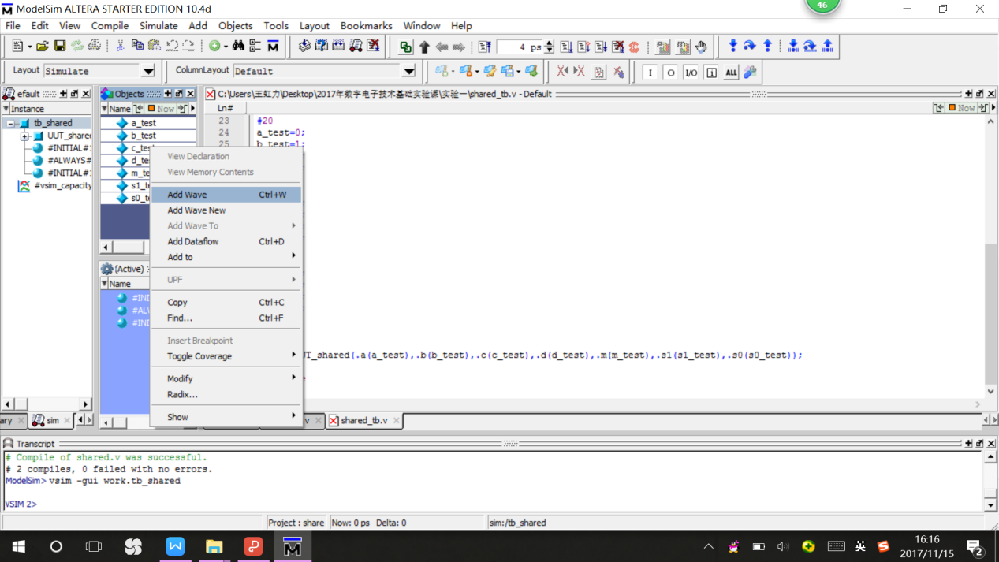 ModelSim ALTERA STARTER EDITION 10.4d
46
File Edit View Compile Simulate Add Objects Tools Layout Bookmarks Window Help
4 ps
Layout Simulate
ColumnLayout Default
I O I/O ALL
efault
Instance
tb_shared
UUT_shared
#INITIAL#
#ALWAYS#
#INITIAL#
#vsim_capacity
Objects
Name Now
a_test
b_test
c_tes
d_te
m_te
s1_t
s0_t
(Active)
Name
#INI
#AL
#INI
C:\Users\王虹力\Desktop\2017年数字电子技术基础实验课\实验一\shared_tb.v - Default
Ln# Now
23 #20
24 a_test=0;
25 b_test=1;
UT_shared(.a(a_test),.b(b_test),.c(c_test),.d(d_test),.m(m_test),.s1(s1_test),.s0(s0_test));
View Declaration
View Memory Contents
Add Wave Ctrl+W
Add Wave New
Add Wave To
Add Dataflow Ctrl+D
Add to
UPF
Copy Ctrl+C
Find... Ctrl+F
Insert Breakpoint
Toggle Coverage
Modify
Radix...
Show
ary sim
v shared_tb.v
Transcript
# Compile of shared.v was successful.
# 2 compiles, 0 failed with no errors.
ModelSim> vsim -gui work.tb_shared
VSIM 2>
Project : share Now: 0 ps Delta: 0 sim:/tb_shared
英
16:16
2017/11/15
2